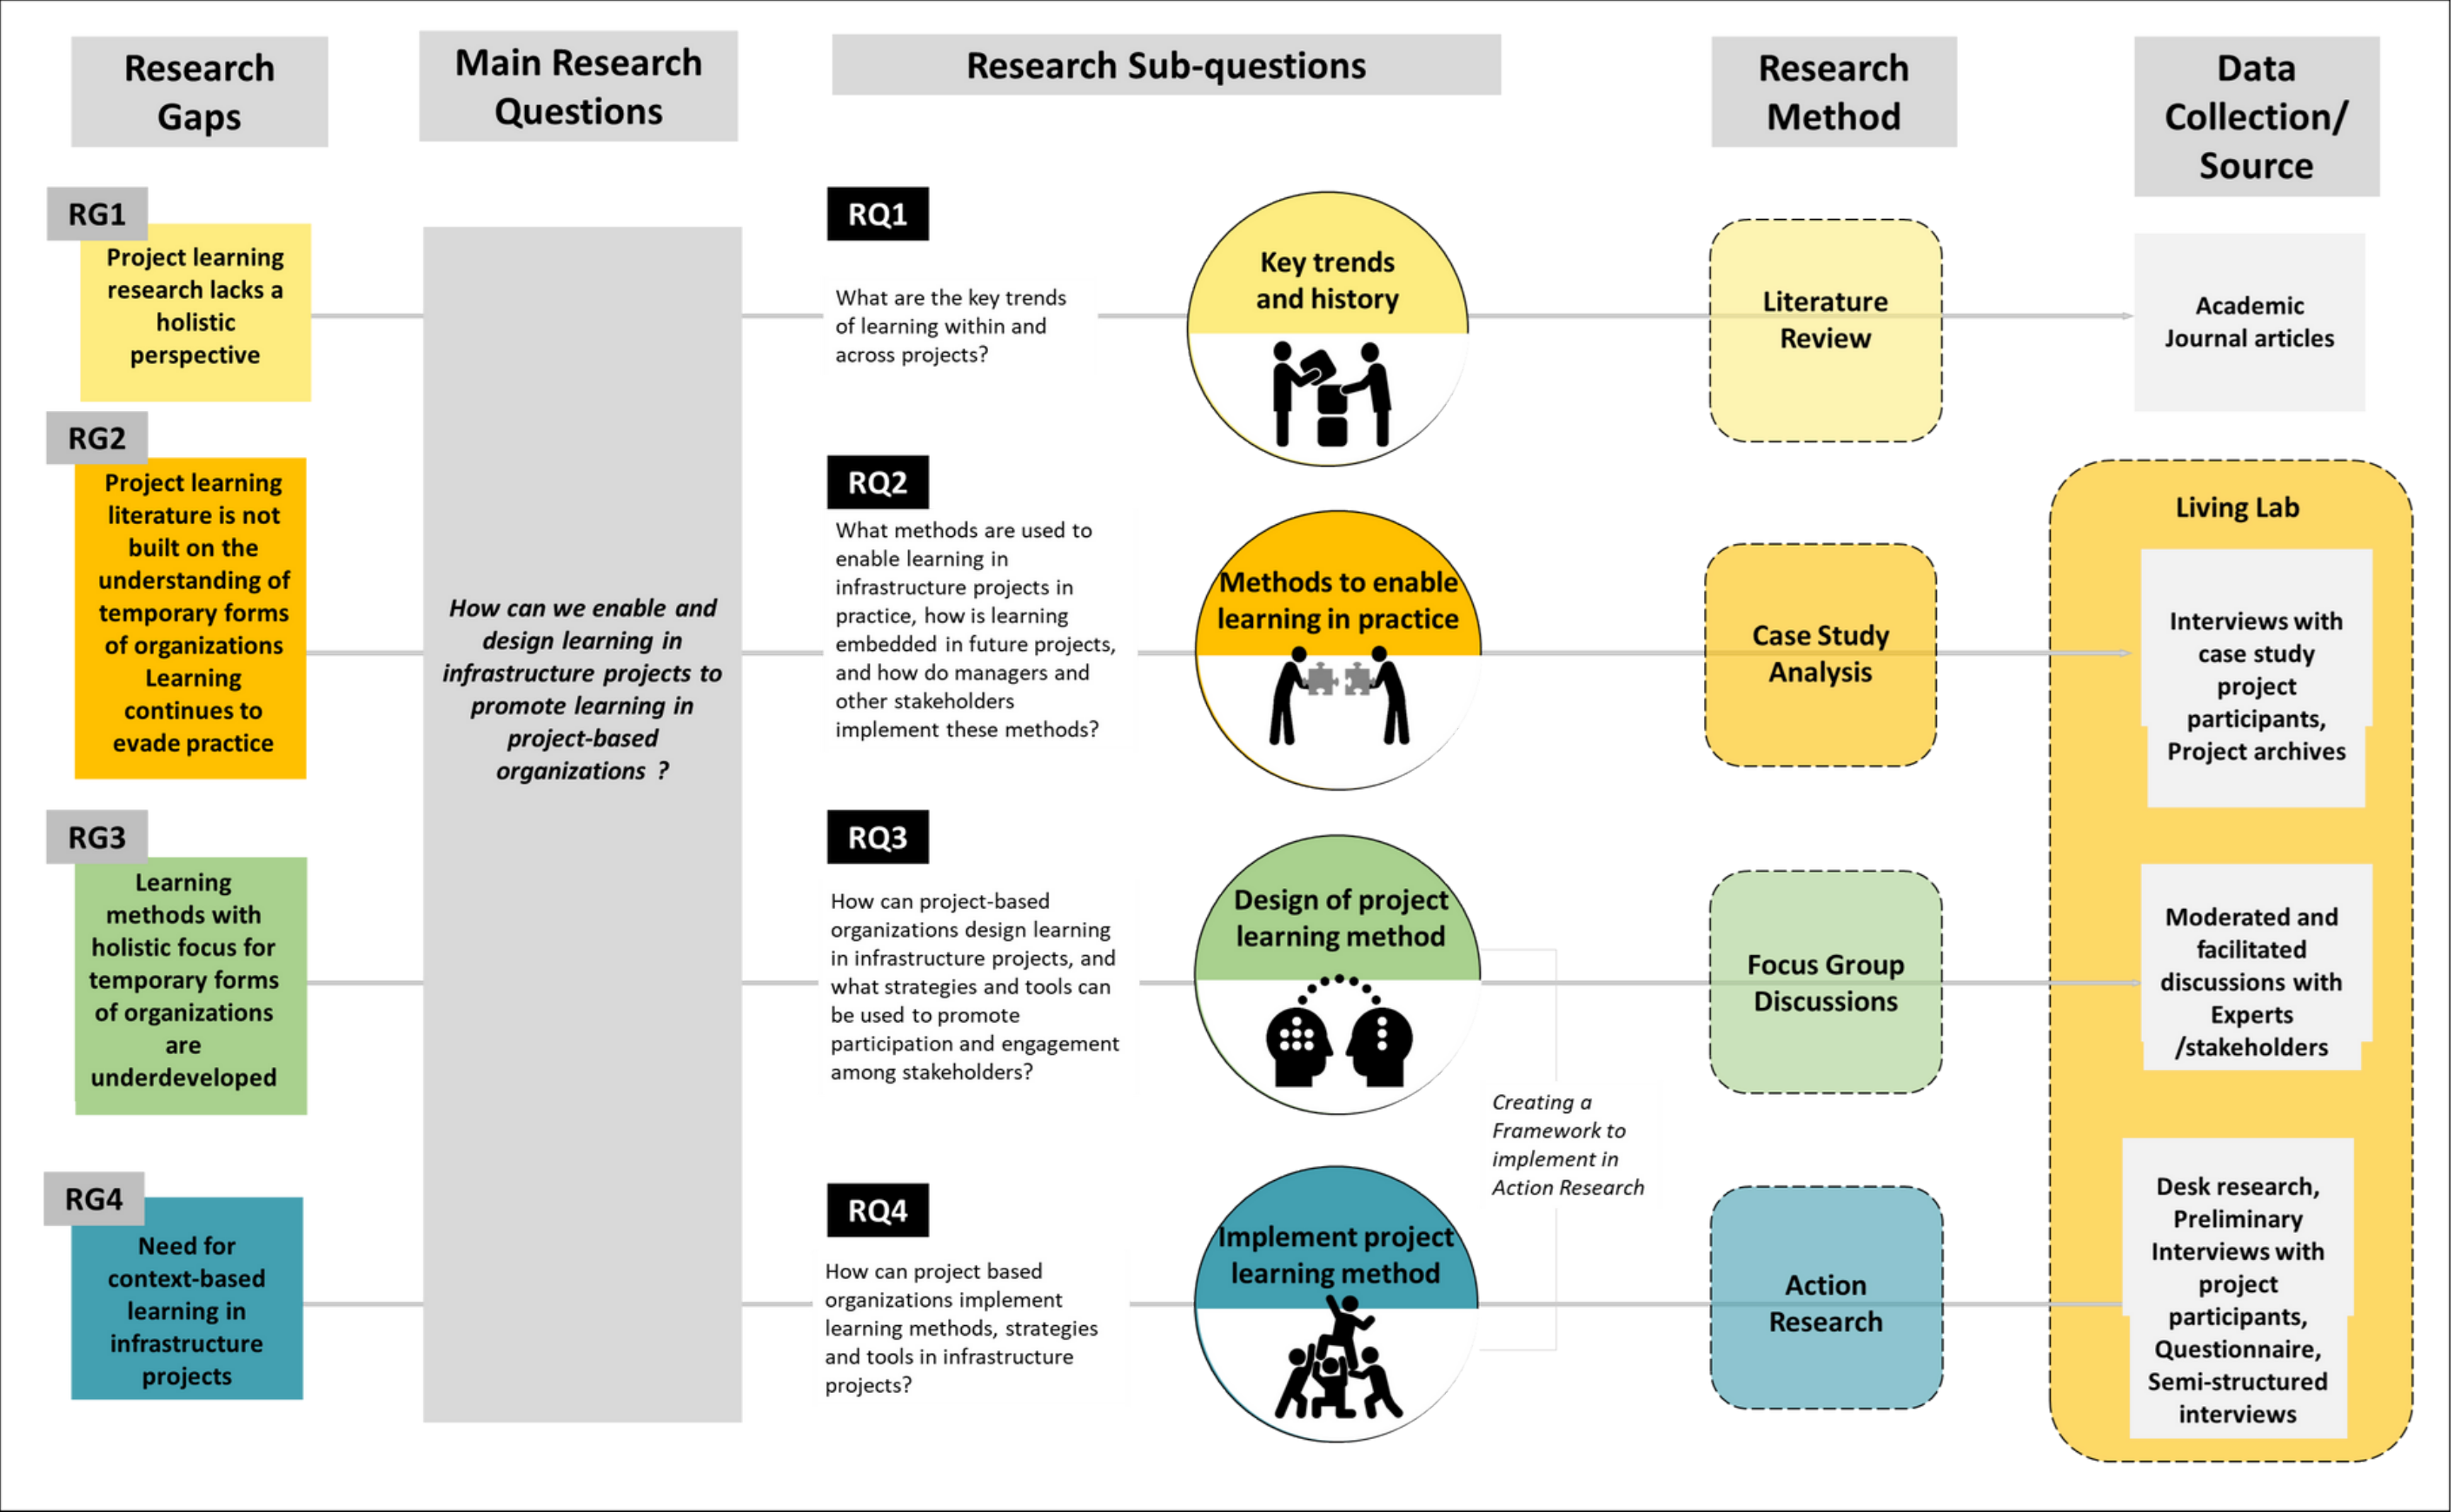 Research
Gaps
Main Research
Questions
Research Sub-questions
Research
Method
Data
Collection/
Source
RG1
Project learning
research lacks a
holistic
perspective
RG2
Project learning
literature is not
built on the
understanding of
temporary forms
of organizations
Learning
continues to
evade practice
RG3
Learning
methods with
holistic focus for
temporary forms
of organizations
are
underdeveloped
RG4
Need for
context-based
learning in
infrastructure
projects
How can we enable and
design learning in
infrastructure projects to
promote learning in
project-based
organizations ?
RQ1
What are the key trends
of learning within and
across projects?
Key trends
and history
Literature
Review
Academic
Journal articles
RQ2
What methods are used to
enable learning in
infrastructure projects in
practice, how is learning
embedded in future projects,
and how do managers and
other stakeholders
implement these methods?
Methods to enable
learning in practice
Case Study
Analysis
Living Lab
Interviews with
case study
project
participants,
Project archives
RQ3
How can project-based
organizations design learning
in infrastructure projects, and
what strategies and tools can
be used to promote
participation and engagement
among stakeholders?
Design of project
learning method
Focus Group
Discussions
Moderated and
facilitated
discussions with
Experts
/stakeholders
Creating a
Framework to
implement in
Action Research
RQ4
How can project based
organizations implement
learning methods, strategies
and tools in infrastructure
projects?
Implement project
learning method
Action
Research
Desk research,
Preliminary
Interviews with
project
participants,
Questionnaire,
Semi-structured
interviews